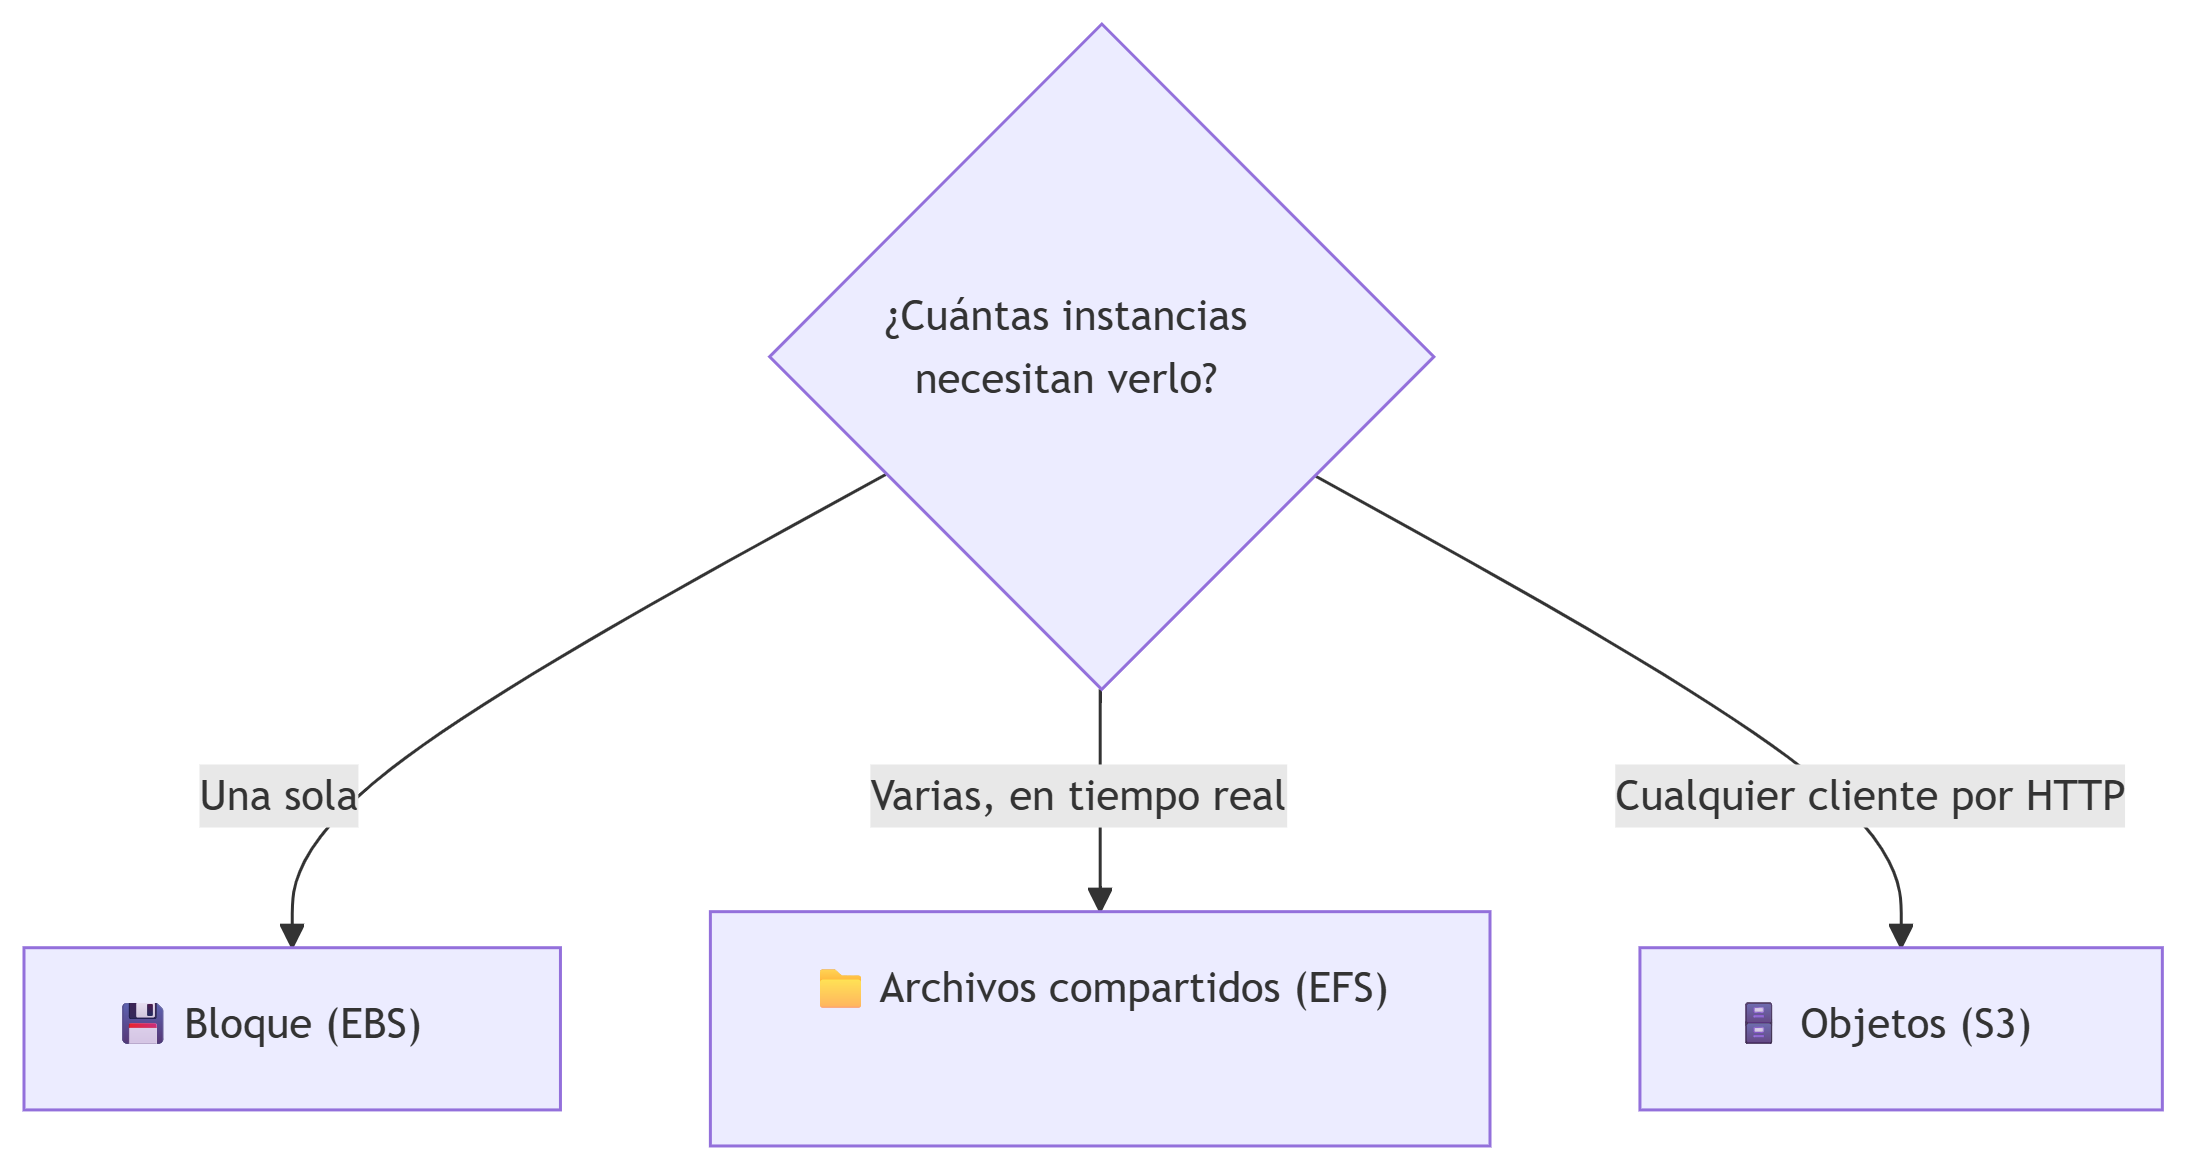 ¿Cuántas instancias
necesitan verlo?
Una sola
Varias, en tiempo real
Cualquier cliente por HTTP
Bloque (EBS)
Archivos compartidos (EFS)
Objetos (S3)